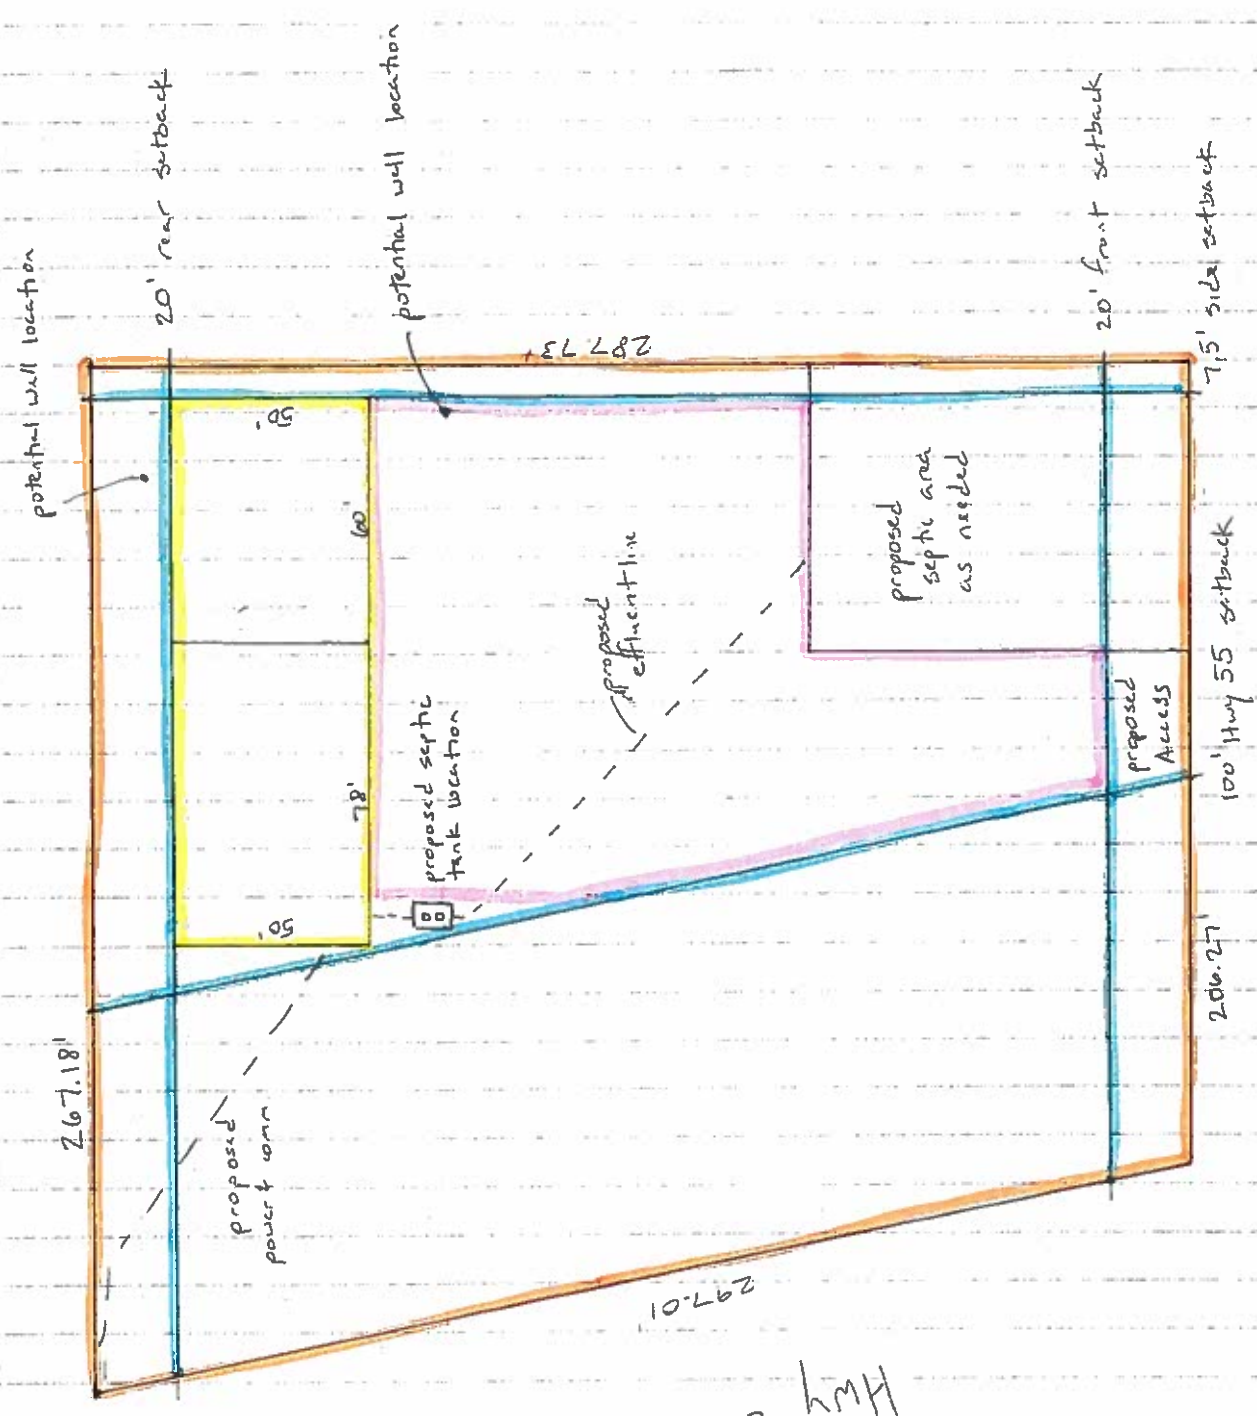 potential well location
20' rear setback
potential well location
20' front setback
7.5' side setback
287.73'
50'
60'
78'
50'
proposed
septic area
as needed
proposed
effluent line
proposed septic
tank location
proposed
Access
100' Hwy 55 setback
206.27'
267.18'
proposed
power & comm
297.01'
Hwy